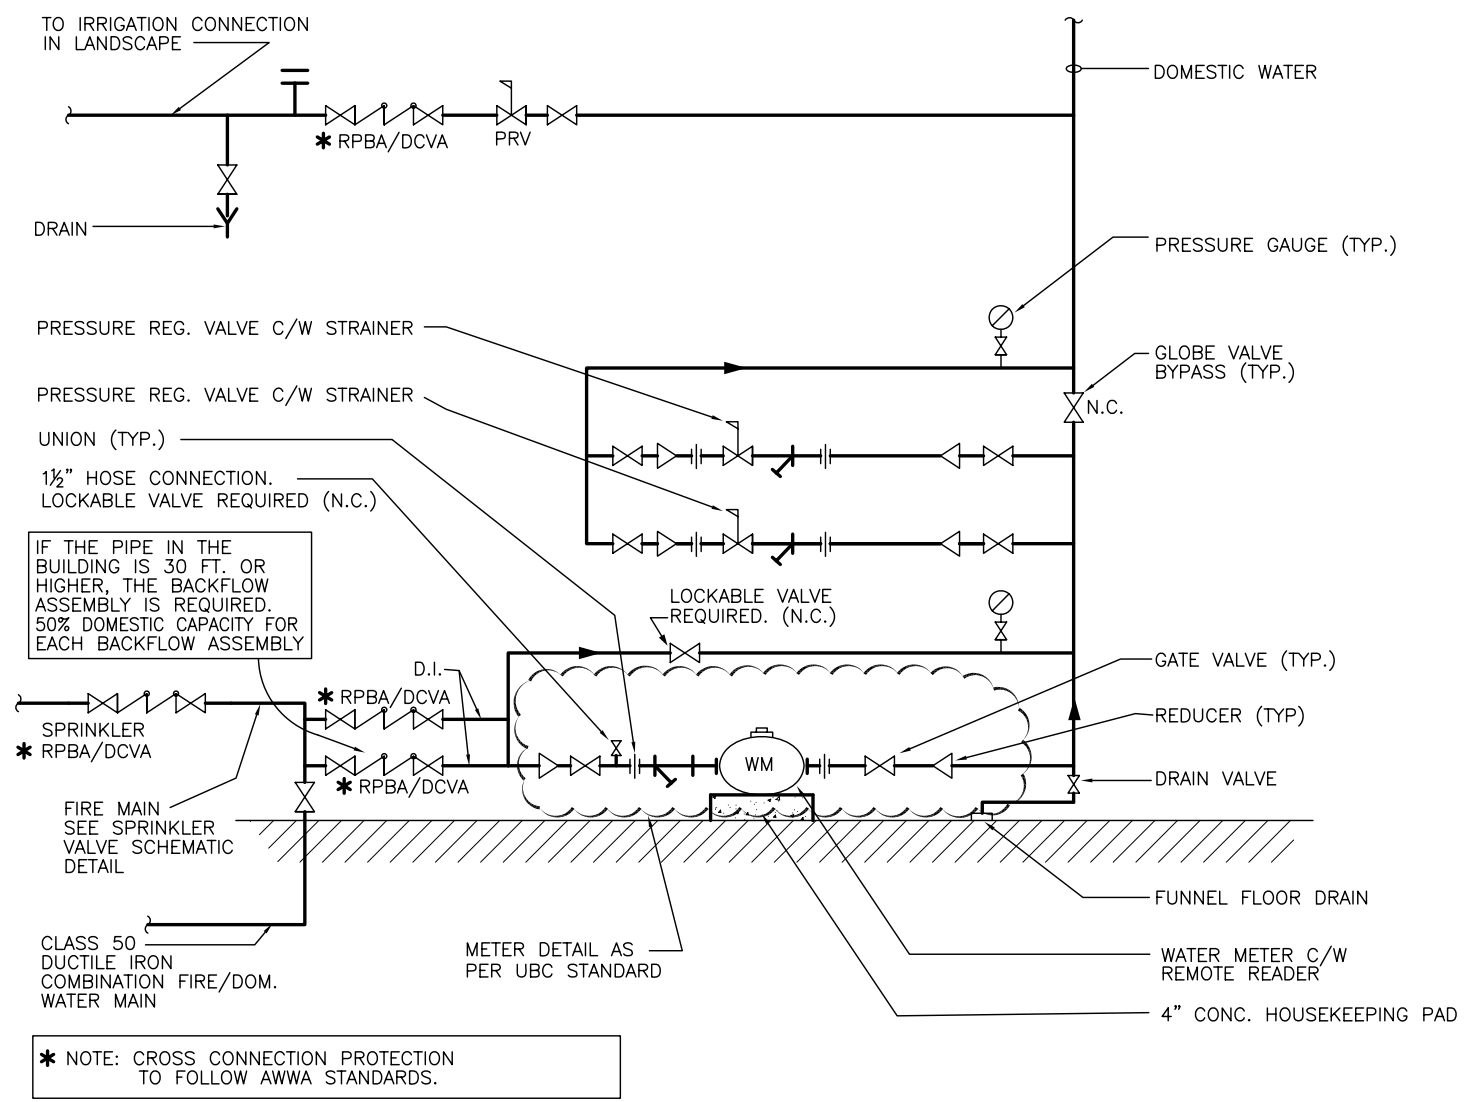 TO IRRIGATION CONNECTION
IN LANDSCAPE
DOMESTIC WATER
* RPBA/DCVA
PRV
DRAIN
PRESSURE GAUGE (TYP.)
PRESSURE REG. VALVE C/W STRAINER
GLOBE VALVE
BYPASS (TYP.)
N.C.
PRESSURE REG. VALVE C/W STRAINER
UNION (TYP.)
1½" HOSE CONNECTION.
LOCKABLE VALVE REQUIRED (N.C.)
IF THE PIPE IN THE
BUILDING IS 30 FT. OR
HIGHER, THE BACKFLOW
ASSEMBLY IS REQUIRED.
50% DOMESTIC CAPACITY FOR
EACH BACKFLOW ASSEMBLY
LOCKABLE VALVE
REQUIRED. (N.C.)
D.I.
GATE VALVE (TYP.)
* RPBA/DCVA
REDUCER (TYP)
SPRINKLER
* RPBA/DCVA
WM
* RPBA/DCVA
DRAIN VALVE
FIRE MAIN
SEE SPRINKLER
VALVE SCHEMATIC
DETAIL
FUNNEL FLOOR DRAIN
CLASS 50
DUCTILE IRON
COMBINATION FIRE/DOM.
WATER MAIN
METER DETAIL AS
PER UBC STANDARD
WATER METER C/W
REMOTE READER
4" CONC. HOUSEKEEPING PAD
* NOTE: CROSS CONNECTION PROTECTION
TO FOLLOW AWWA STANDARDS.